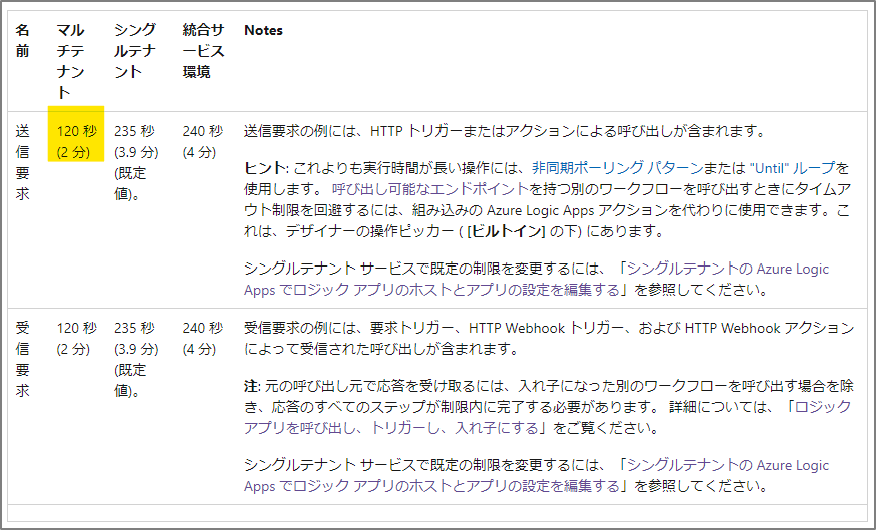 名 マル シング 統合サ Notes
前 チテ ルテナ ービス
ナン ント 環境
ト
送 120 秒 235 秒 240 秒 送信要求の例には、HTTP トリガーまたはアクションによる呼び出しが含まれます。
信 (2 分) (3.9 分) (4 分)
要 (既定 ヒント: これよりも実行時間が長い操作には、非同期ポーリング パターンまたは "Until" ループを
求 値)。 使用します。 呼び出し可能なエンドポイントを持つ別のワークフローを呼び出すときにタイムア
ウト制限を回避するには、組み込みの Azure Logic Apps アクションを代わりに使用できます。こ
れは、デザイナーの操作ピッカー ( [ビルトイン] の下) にあります。
シングルテナント サービスで既定の制限を変更するには、「シングルテナントの Azure Logic
Apps でロジック アプリのホストとアプリの設定を編集する」を参照してください。
受 120 秒 235 秒 240 秒 受信要求の例には、要求トリガー、HTTP Webhook トリガー、および HTTP Webhook アクション
信 (2 分) (3.9 分) (4 分) によって受信された呼び出しが含まれます。
要 (既定
求 値)。 注: 元の呼び出し元で応答を受け取るには、入れ子になった別のワークフローを呼び出す場合を除
き、応答のすべてのステップが制限内に完了する必要があります。 詳細については、「ロジック
アプリを呼び出し、トリガーし、入れ子にする」をご覧ください。
シングルテナント サービスで既定の制限を変更するには、「シングルテナントの Azure Logic
Apps でロジック アプリのホストとアプリの設定を編集する」を参照してください。